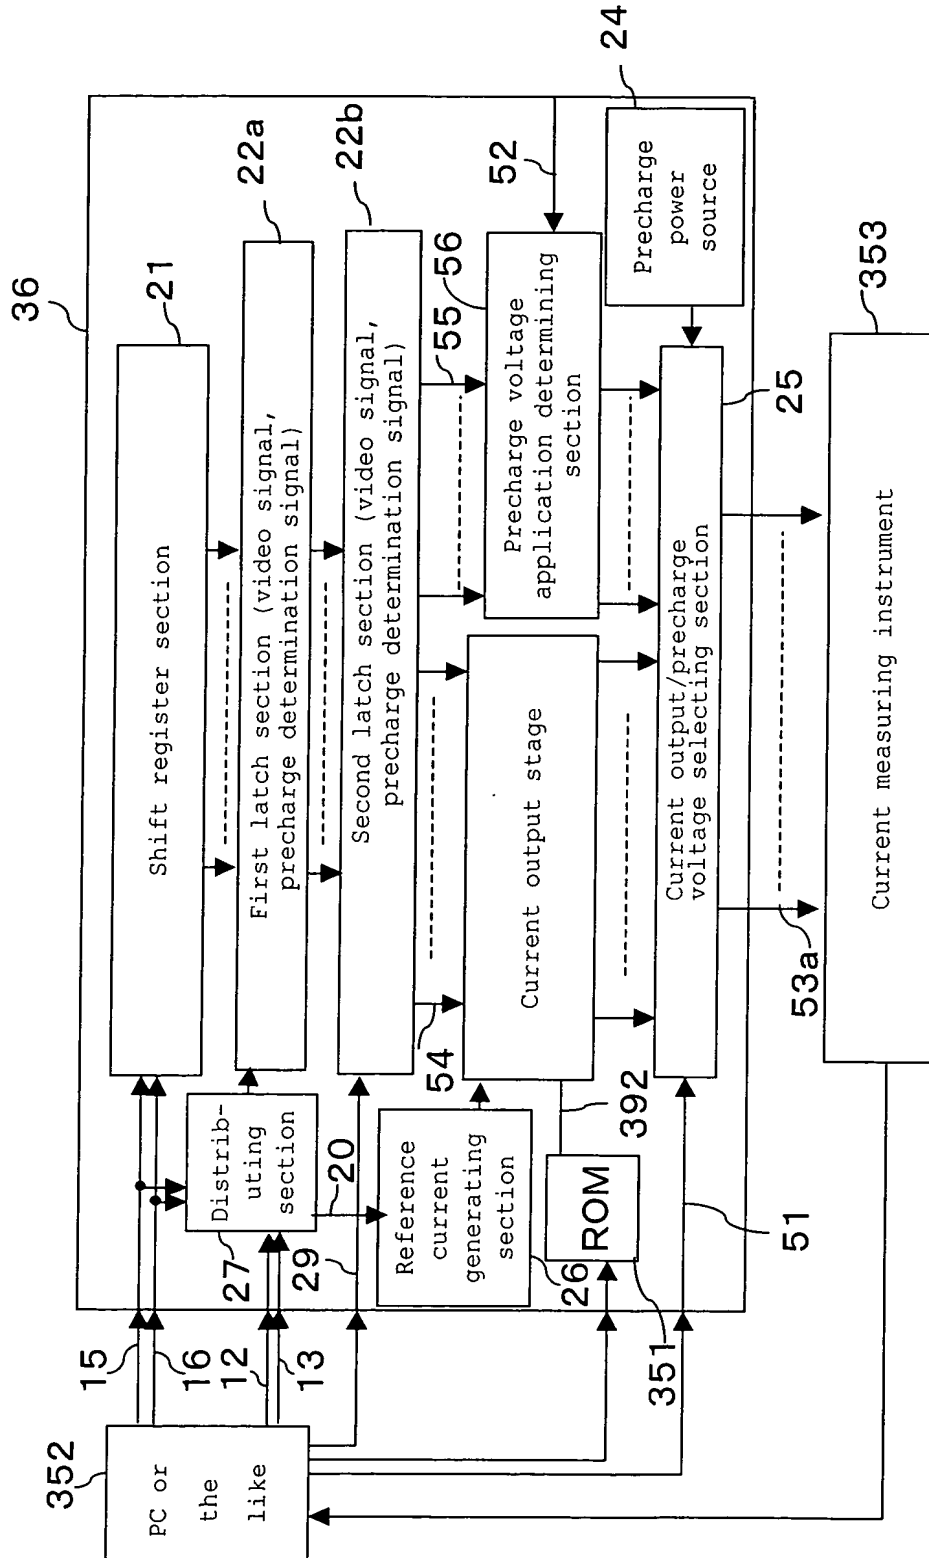 36
21
Shift register section
22a
First latch section (video signal,
precharge determination signal)
22b
Second latch section (video signal,
precharge determination signal)
54
55
56
52
Precharge voltage
application determining
section
24
Precharge
power
source
Current output stage
392
Current output/precharge
voltage selecting section
25
53a
353
Current measuring instrument
352
PC or
the
like
15
16
12
13
Distrib-
uting
section
27
20
29
Reference
current
generating
section
26
ROM
351
51